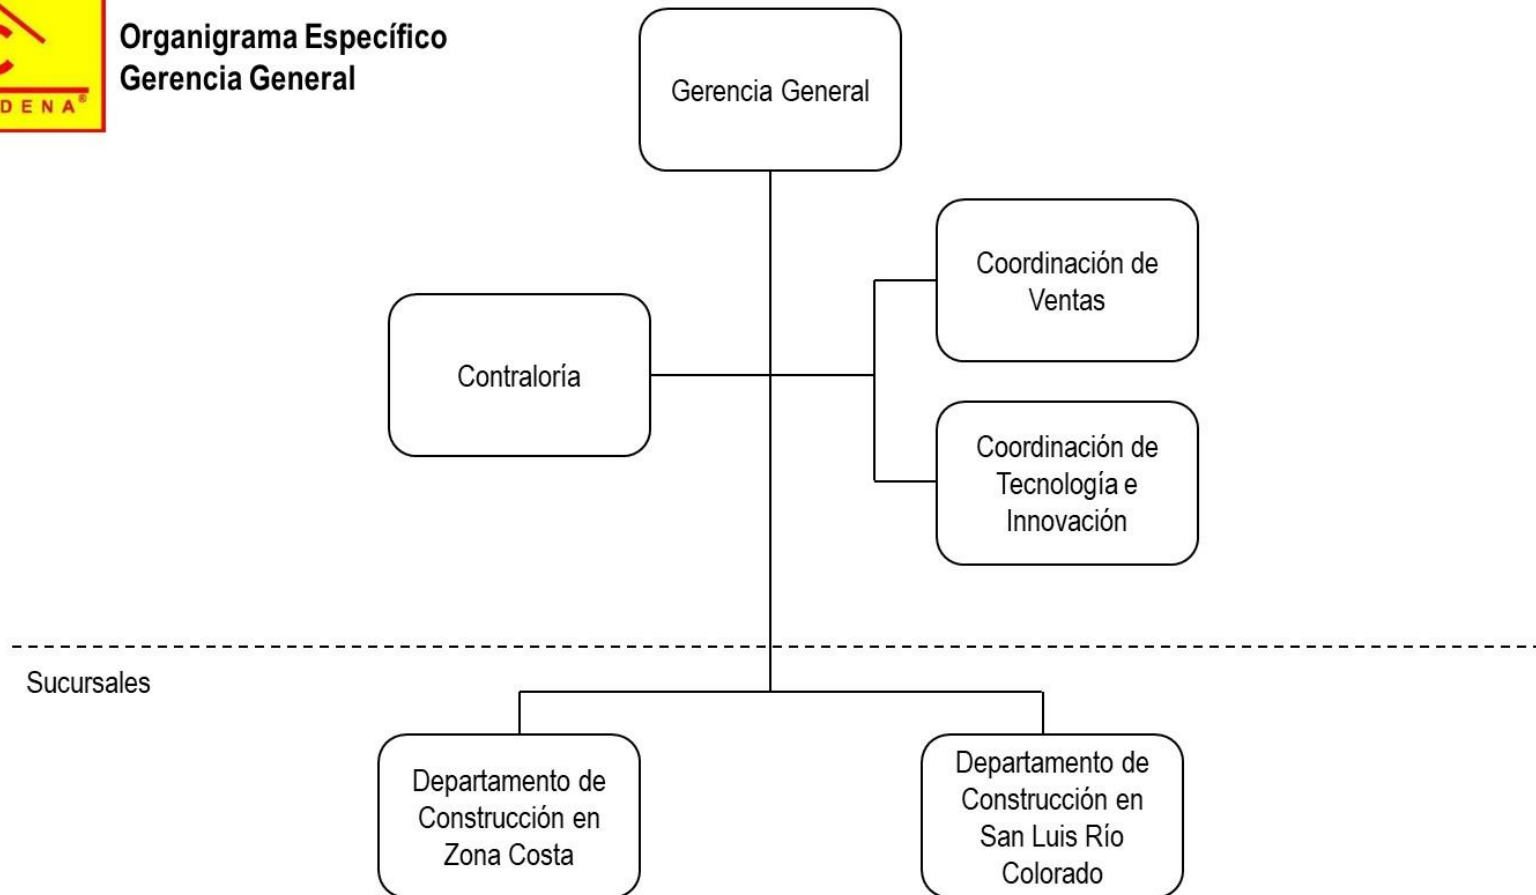 Organigrama Específico
Gerencia General
DENA®
Gerencia General
Coordinación de
Ventas
Contraloría
Coordinación de
Tecnología e
Innovación
Sucursales
Departamento de
Construcción en
Zona Costa
Departamento de
Construcción en
San Luis Río
Colorado